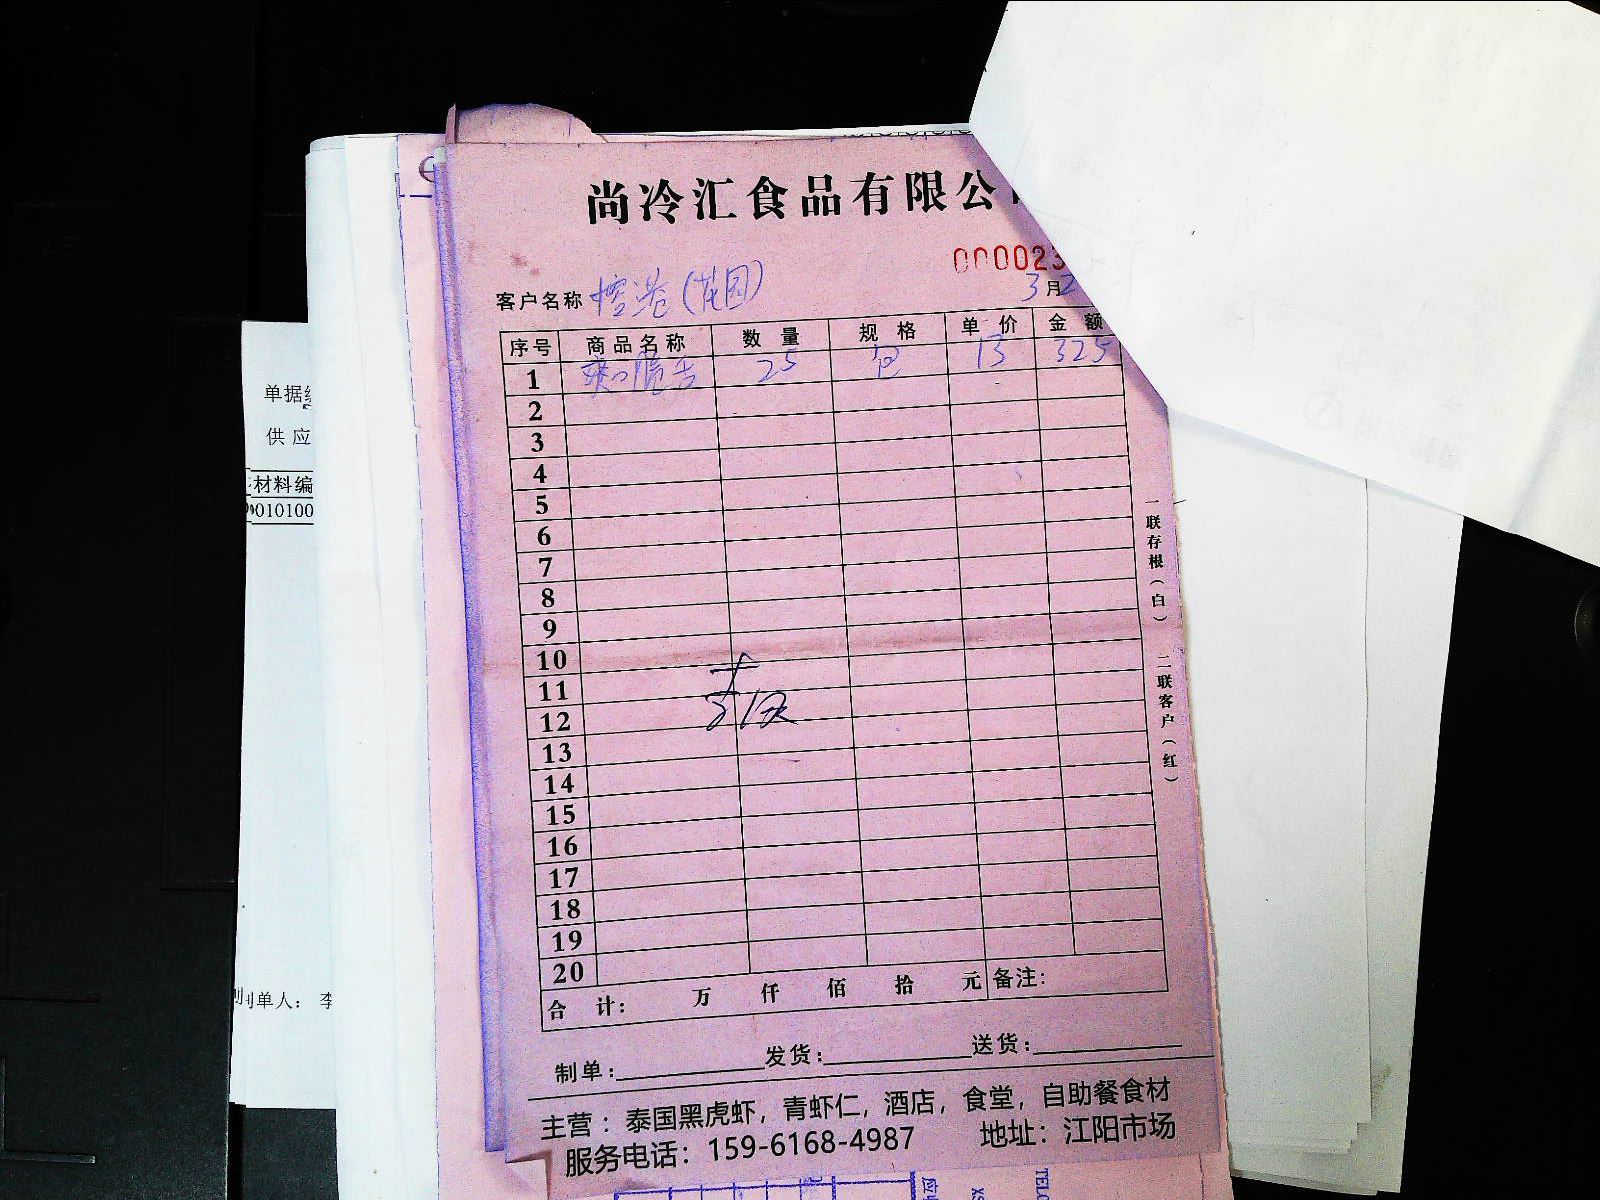 尚冷汇食品有限公
000023
客户名称 (花园) 3月2
序号 商品名称 数量 规格 单价 金额
1 爽口 25 包 13 325
2
3
4
5
6
7
8
9
10
11
12
13
14
15
16
17
18
19
20
合计： 万 仟 佰 拾 元 备注：
制单： 发货： 送货：
主营：泰国黑虎虾，青虾仁，酒店，食堂，自助餐食材
服务电话：159-6168-4987 地址：江阳市场
一联存根（白） 二联客户（红）
单据
供应
材料编
010100
制单人： 李